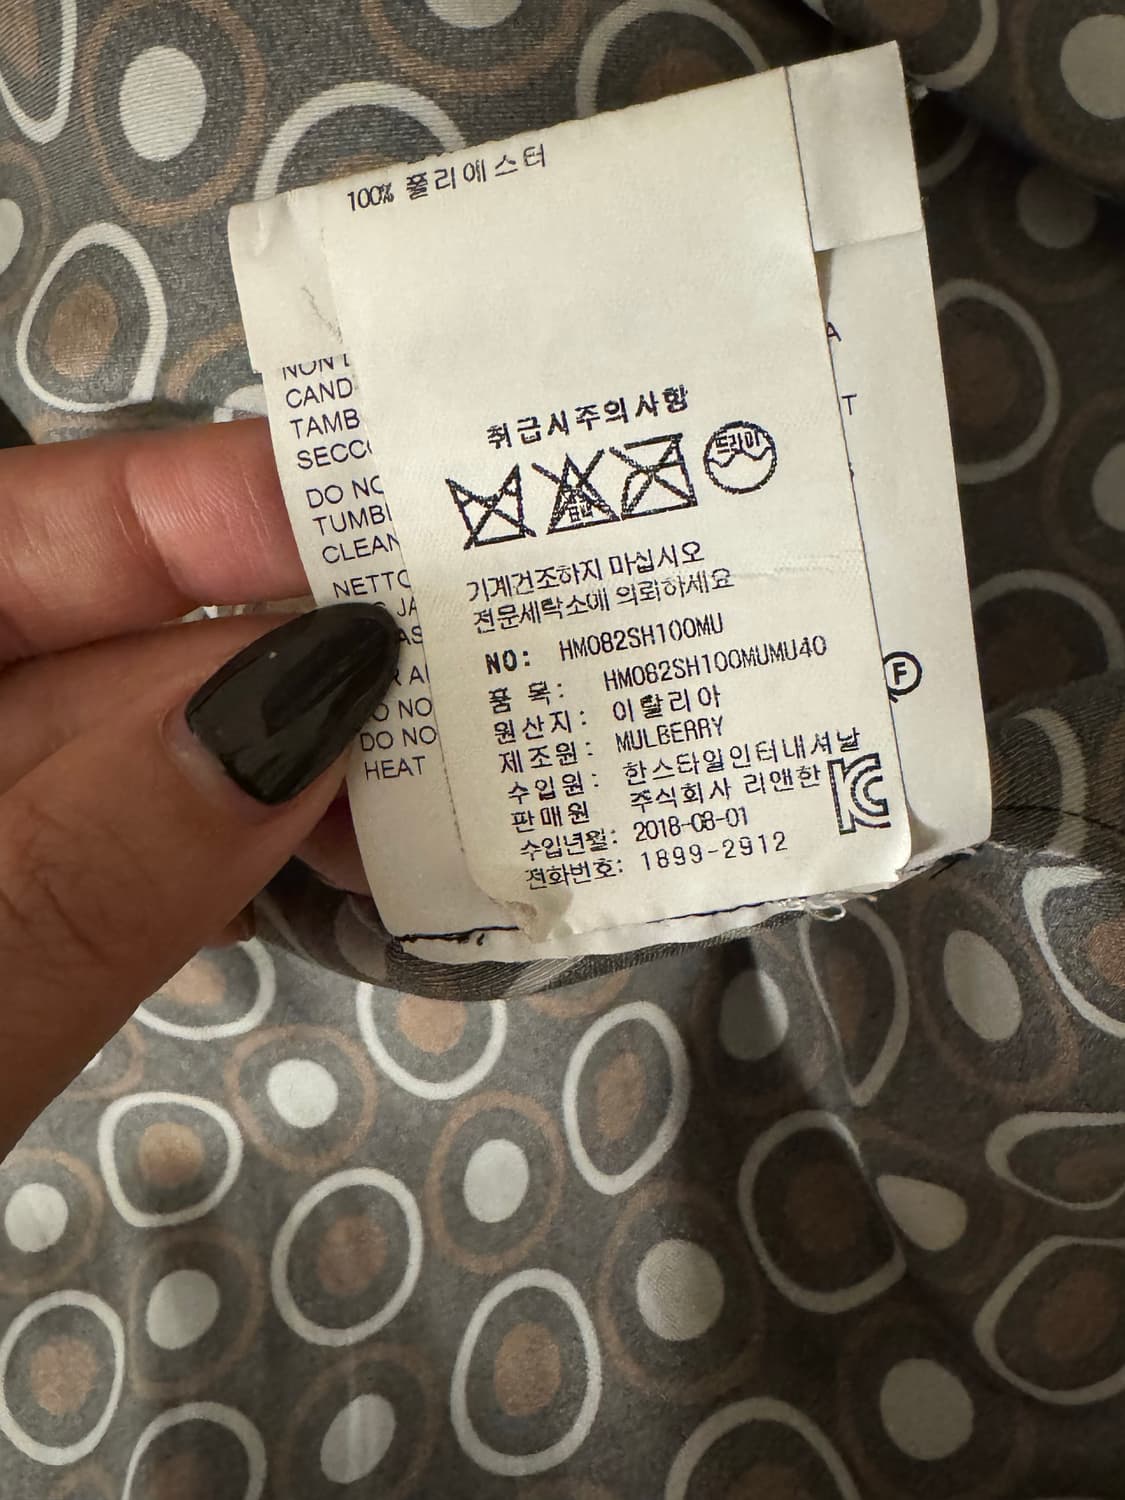 100% 폴리에스터
취급시주의사항
드라이
기계건조하지 마십시오
전문세탁소에 의뢰하세요
NO: HM082SH100MU
품 목: HM082SH100MUMU40
원산지: 이탈리아
제조원: MULBERRY
수입원: 한스타일인터내셔날
판매원 주식회사 리앤한
수입년월: 2018-08-01
전화번호: 1899-2912
KC
CAND
TAMB
SECC
DO NO
TUMB
CLEAN
NETTO
JA
AS
R A
O NO
DO NO
HEAT
A
T
F